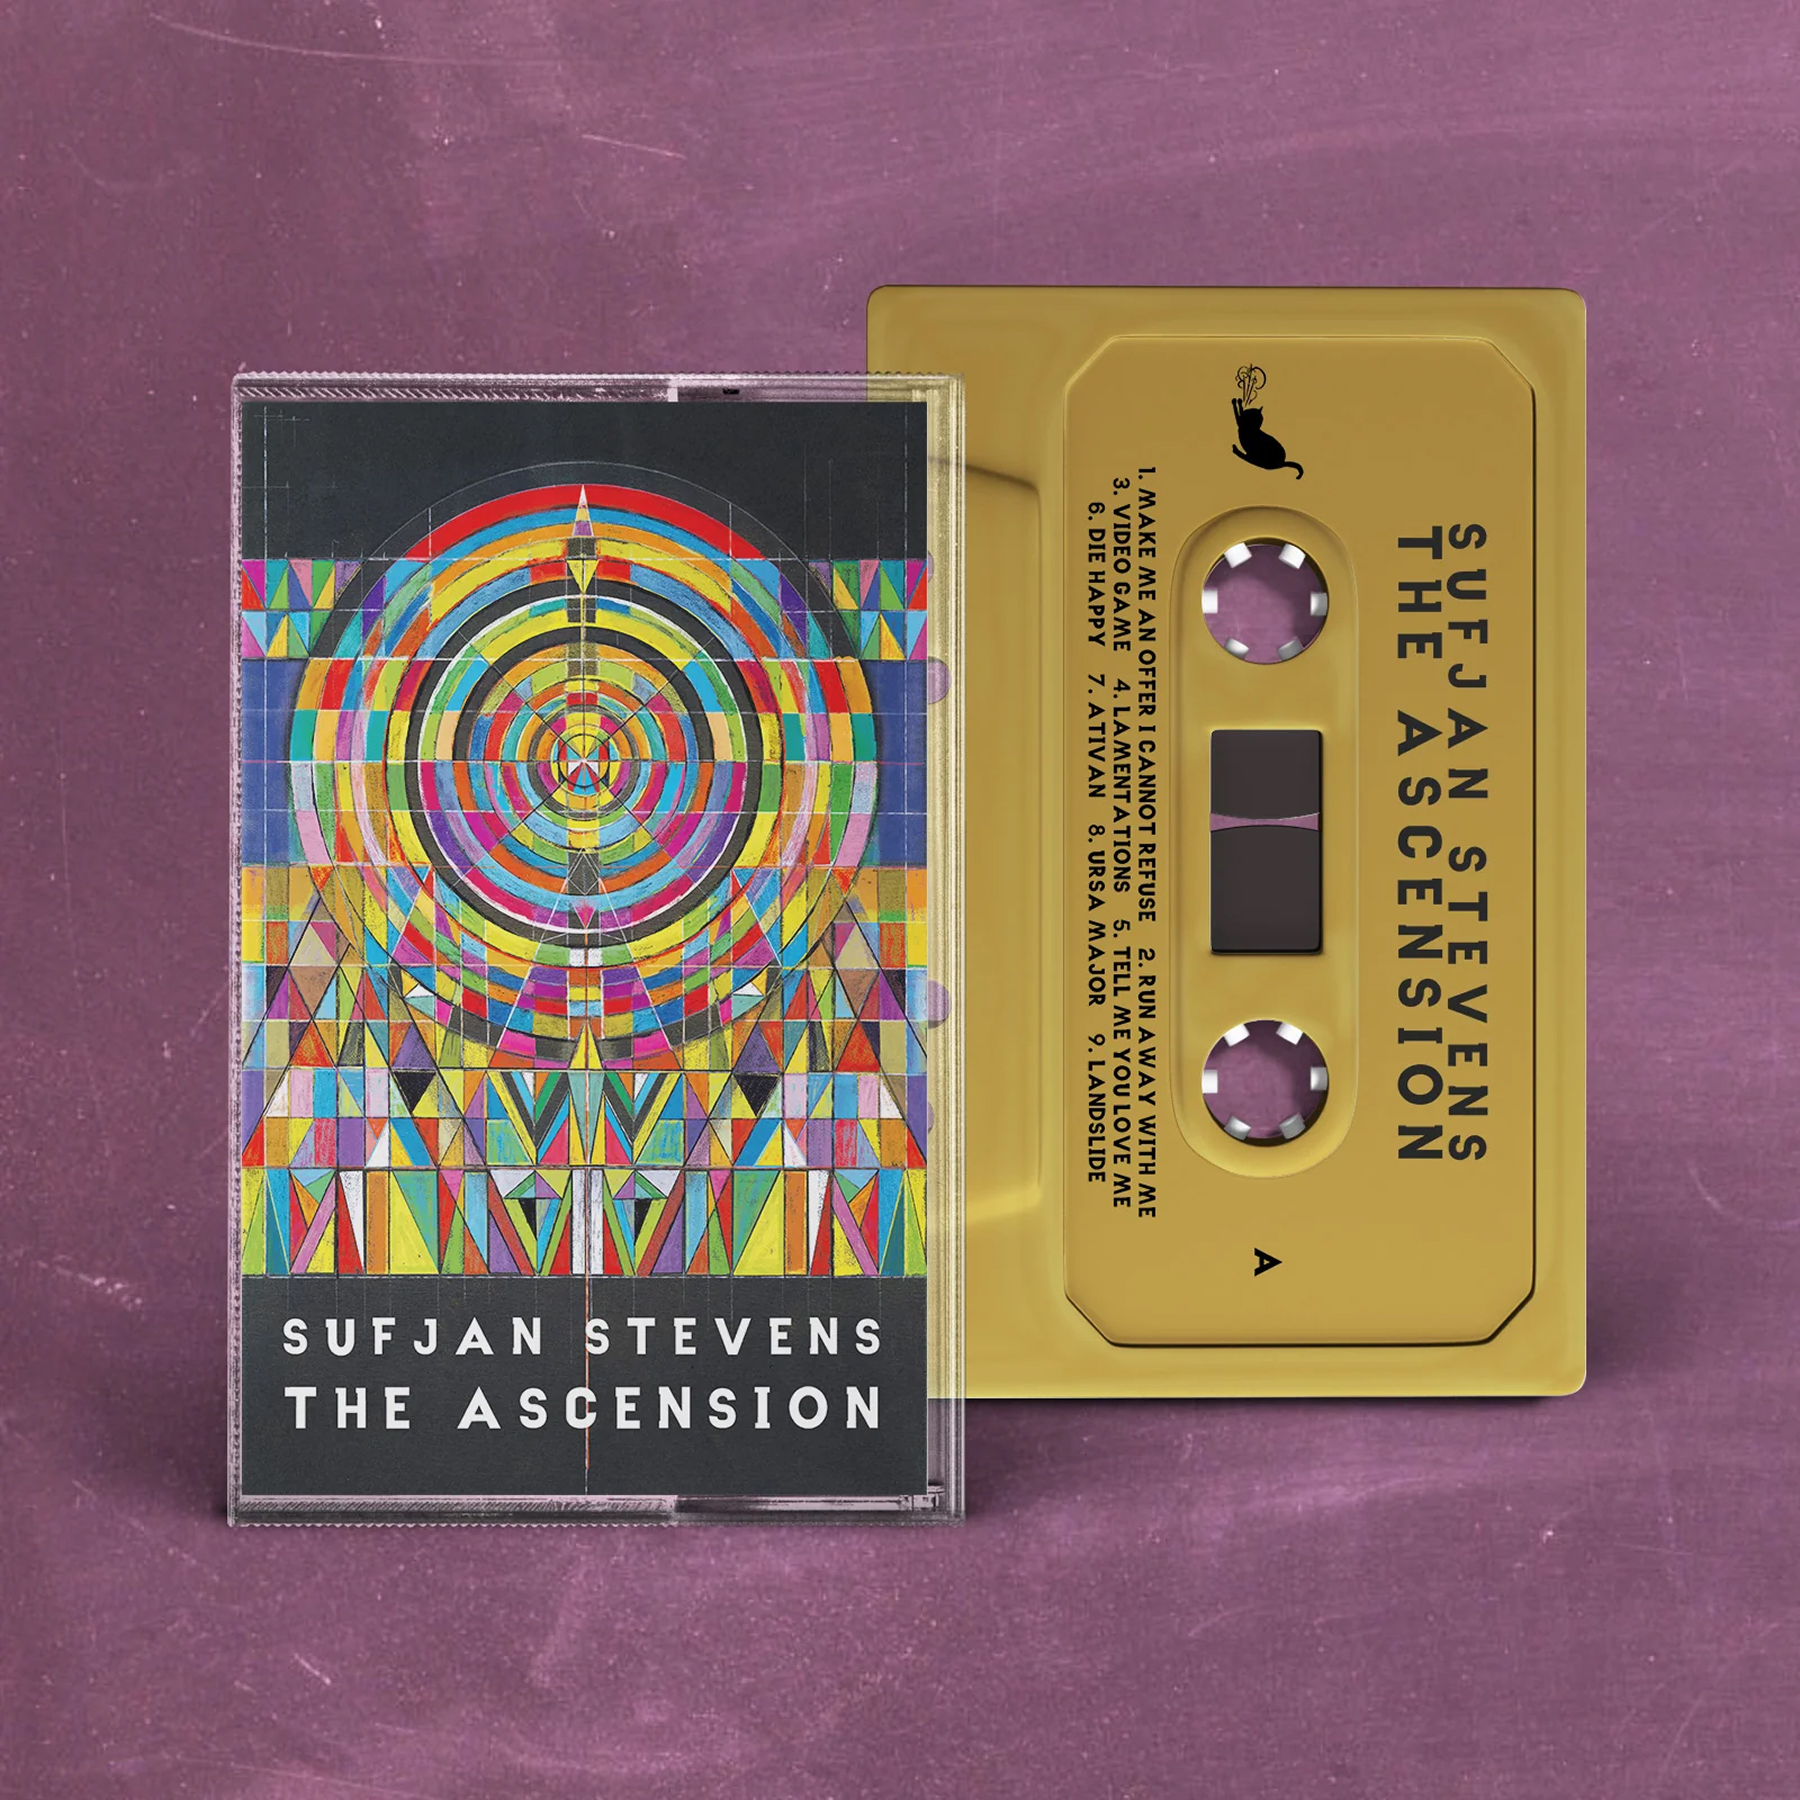 SUFJAN STEVENS
THE ASCENSION
SUFJAN STEVENS
THE ASCENSION
1. MAKE ME AN OFFER I CANNOT REFUSE 2. RUN AWAY WITH ME
3. VIDEO GAME 4. LAMENTATIONS 5. TELL ME YOU LOVE ME
6. DIE HAPPY 7. ATIVAN 8. URSA MAJOR 9. LANDSLIDE
A